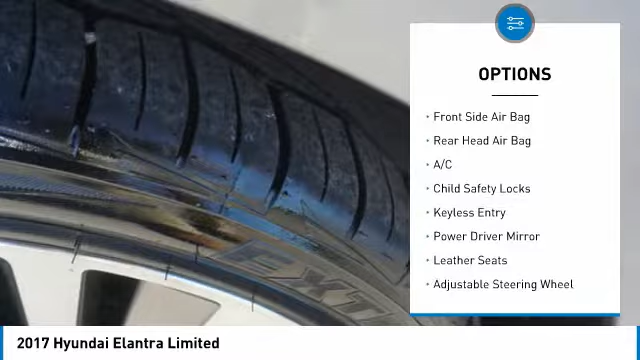 OPTIONS
• Front Side Air Bag
• Rear Head Air Bag
• A/C
• Child Safety Locks
• Keyless Entry
• Power Driver Mirror
• Leather Seats
• Adjustable Steering Wheel
EXT
2017 Hyundai Elantra Limited